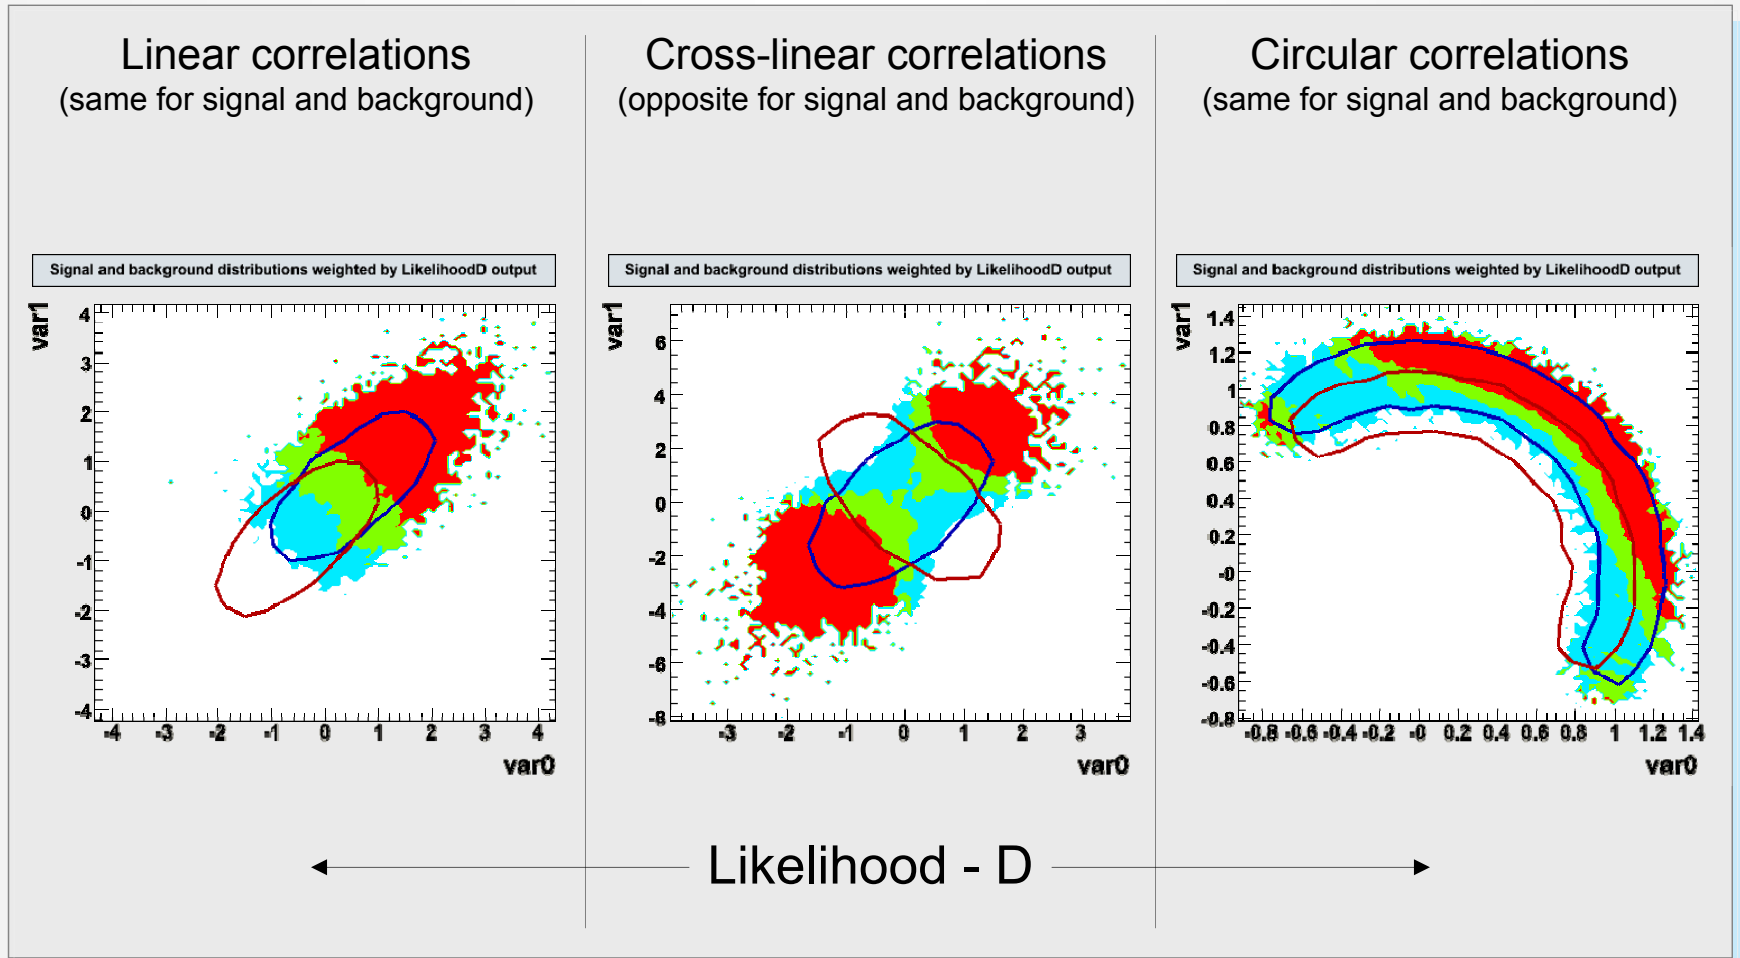 Linear correlations
(same for signal and background)
Cross-linear correlations
(opposite for signal and background)
Circular correlations
(same for signal and background)
Signal and background distributions weighted by LikelihoodD output
var1
4
3
2
1
0
-1
-2
-3
-4
-4 -3 -2 -1 0 1 2 3 4
var0
Signal and background distributions weighted by LikelihoodD output
var1
6
4
2
0
-2
-4
-6
-8
-3 -2 -1 0 1 2 3
var0
Signal and background distributions weighted by LikelihoodD output
var1
1.4
1.2
1
0.8
0.6
0.4
0.2
-0
-0.2
-0.4
-0.6
-0.8
-0.8 -0.6 -0.4 -0.2 -0 0.2 0.4 0.6 0.8 1 1.2 1.4
var0
Likelihood - D